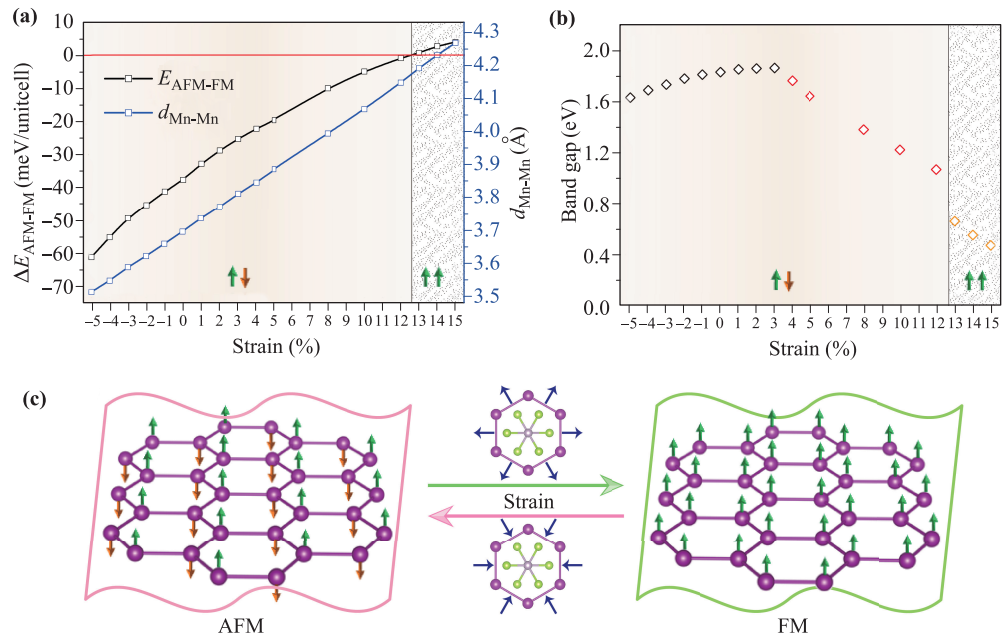 (a)
10
0
−10
−20
−30
−40
−50
−60
−70
ΔE_AFM-FM (meV/unitcell)
E_AFM-FM
d_Mn-Mn
4.3
4.2
4.1
4.0
3.9
3.8
3.7
3.6
3.5
d_Mn-Mn (Å)
−5 −4 −3 −2 −1 0 1 2 3 4 5 6 7 8 9 10 11 12 13 14 15
Strain (%)
(b)
2.0
1.6
1.2
0.8
0.4
0.0
Band gap (eV)
−5 −4 −3 −2 −1 0 1 2 3 4 5 6 7 8 9 10 11 12 13 14 15
Strain (%)
(c)
Strain
AFM
FM